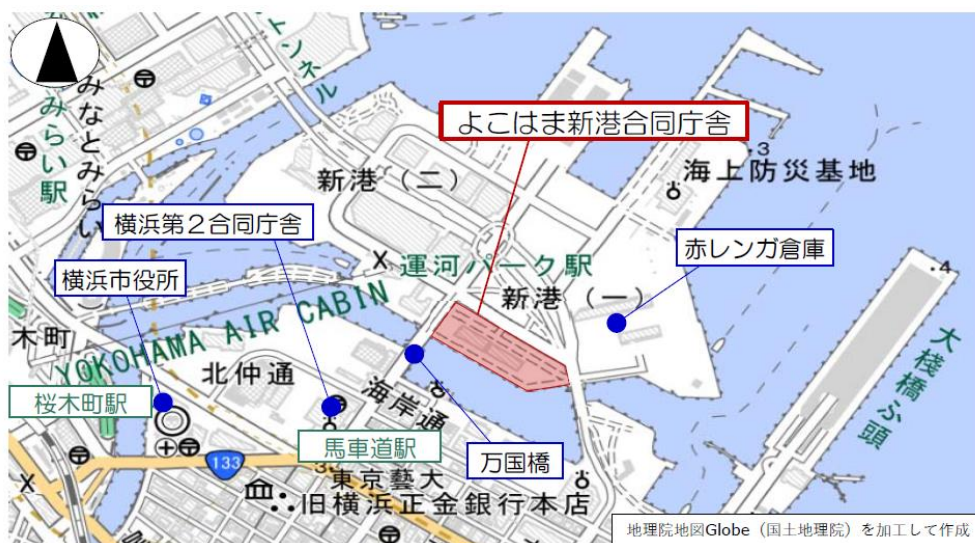 よこはま新港合同庁舎
トンネル
みなとみらい
みらい駅
新港(二)
海上防災基地
.3
横浜第2合同庁舎
横浜市役所
運河パーク駅
赤レンガ倉庫
新港(一)
.4
木町
YOKOHAMA AIR CABIN
北仲通
海岸通
大棧橋ふ頭
桜木町駅
馬車道駅
万国橋
133
東京藝大
旧横浜正金銀行本店
地理院地図Globe(国土地理院)を加工して作成